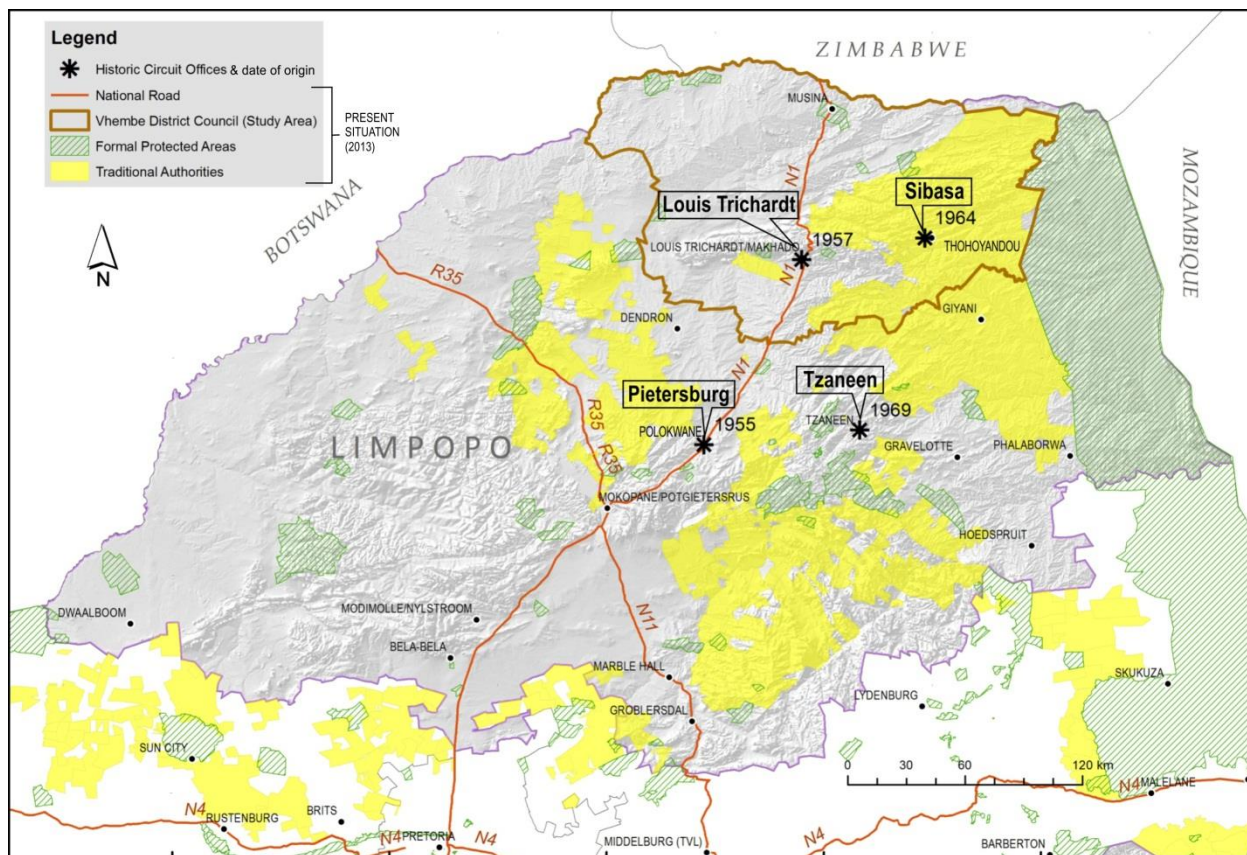 Legend
Historic Circuit Offices & date of origin
National Road
Vhembe District Council (Study Area)
Formal Protected Areas
Traditional Authorities
PRESENT
SITUATION
(2013)
ZIMBABWE
BOTSWANA
MOZAMBIQUE
N
MUSINA
N1
Louis Trichardt
1957
LOUIS TRICHARDT/MAKHADO
N1
Sibasa
1964
THOHOYANDOU
R35
DENDRON
GIYANI
N1
Pietersburg
1955
POLOKWANE
Tzaneen
1969
TZANEEN
GRAVELOTTE
PHALABORWA
LIMPOPO
R35
R35
MOKOPANE/POTGIETERSRUS
HOEDSPRUIT
DWAALBOOM
MODIMOLLE/NYLSTROOM
BELA-BELA
N11
MARBLE HALL
GROBLERSDAL
LYDENBURG
SKUKUZA
SUN CITY
0 30 60 120 km
N4
RUSTENBURG
BRITS
N4
PRETORIA
N4
MIDDELBURG (TVL)
N4
N4
MALELANE
BARBERTON